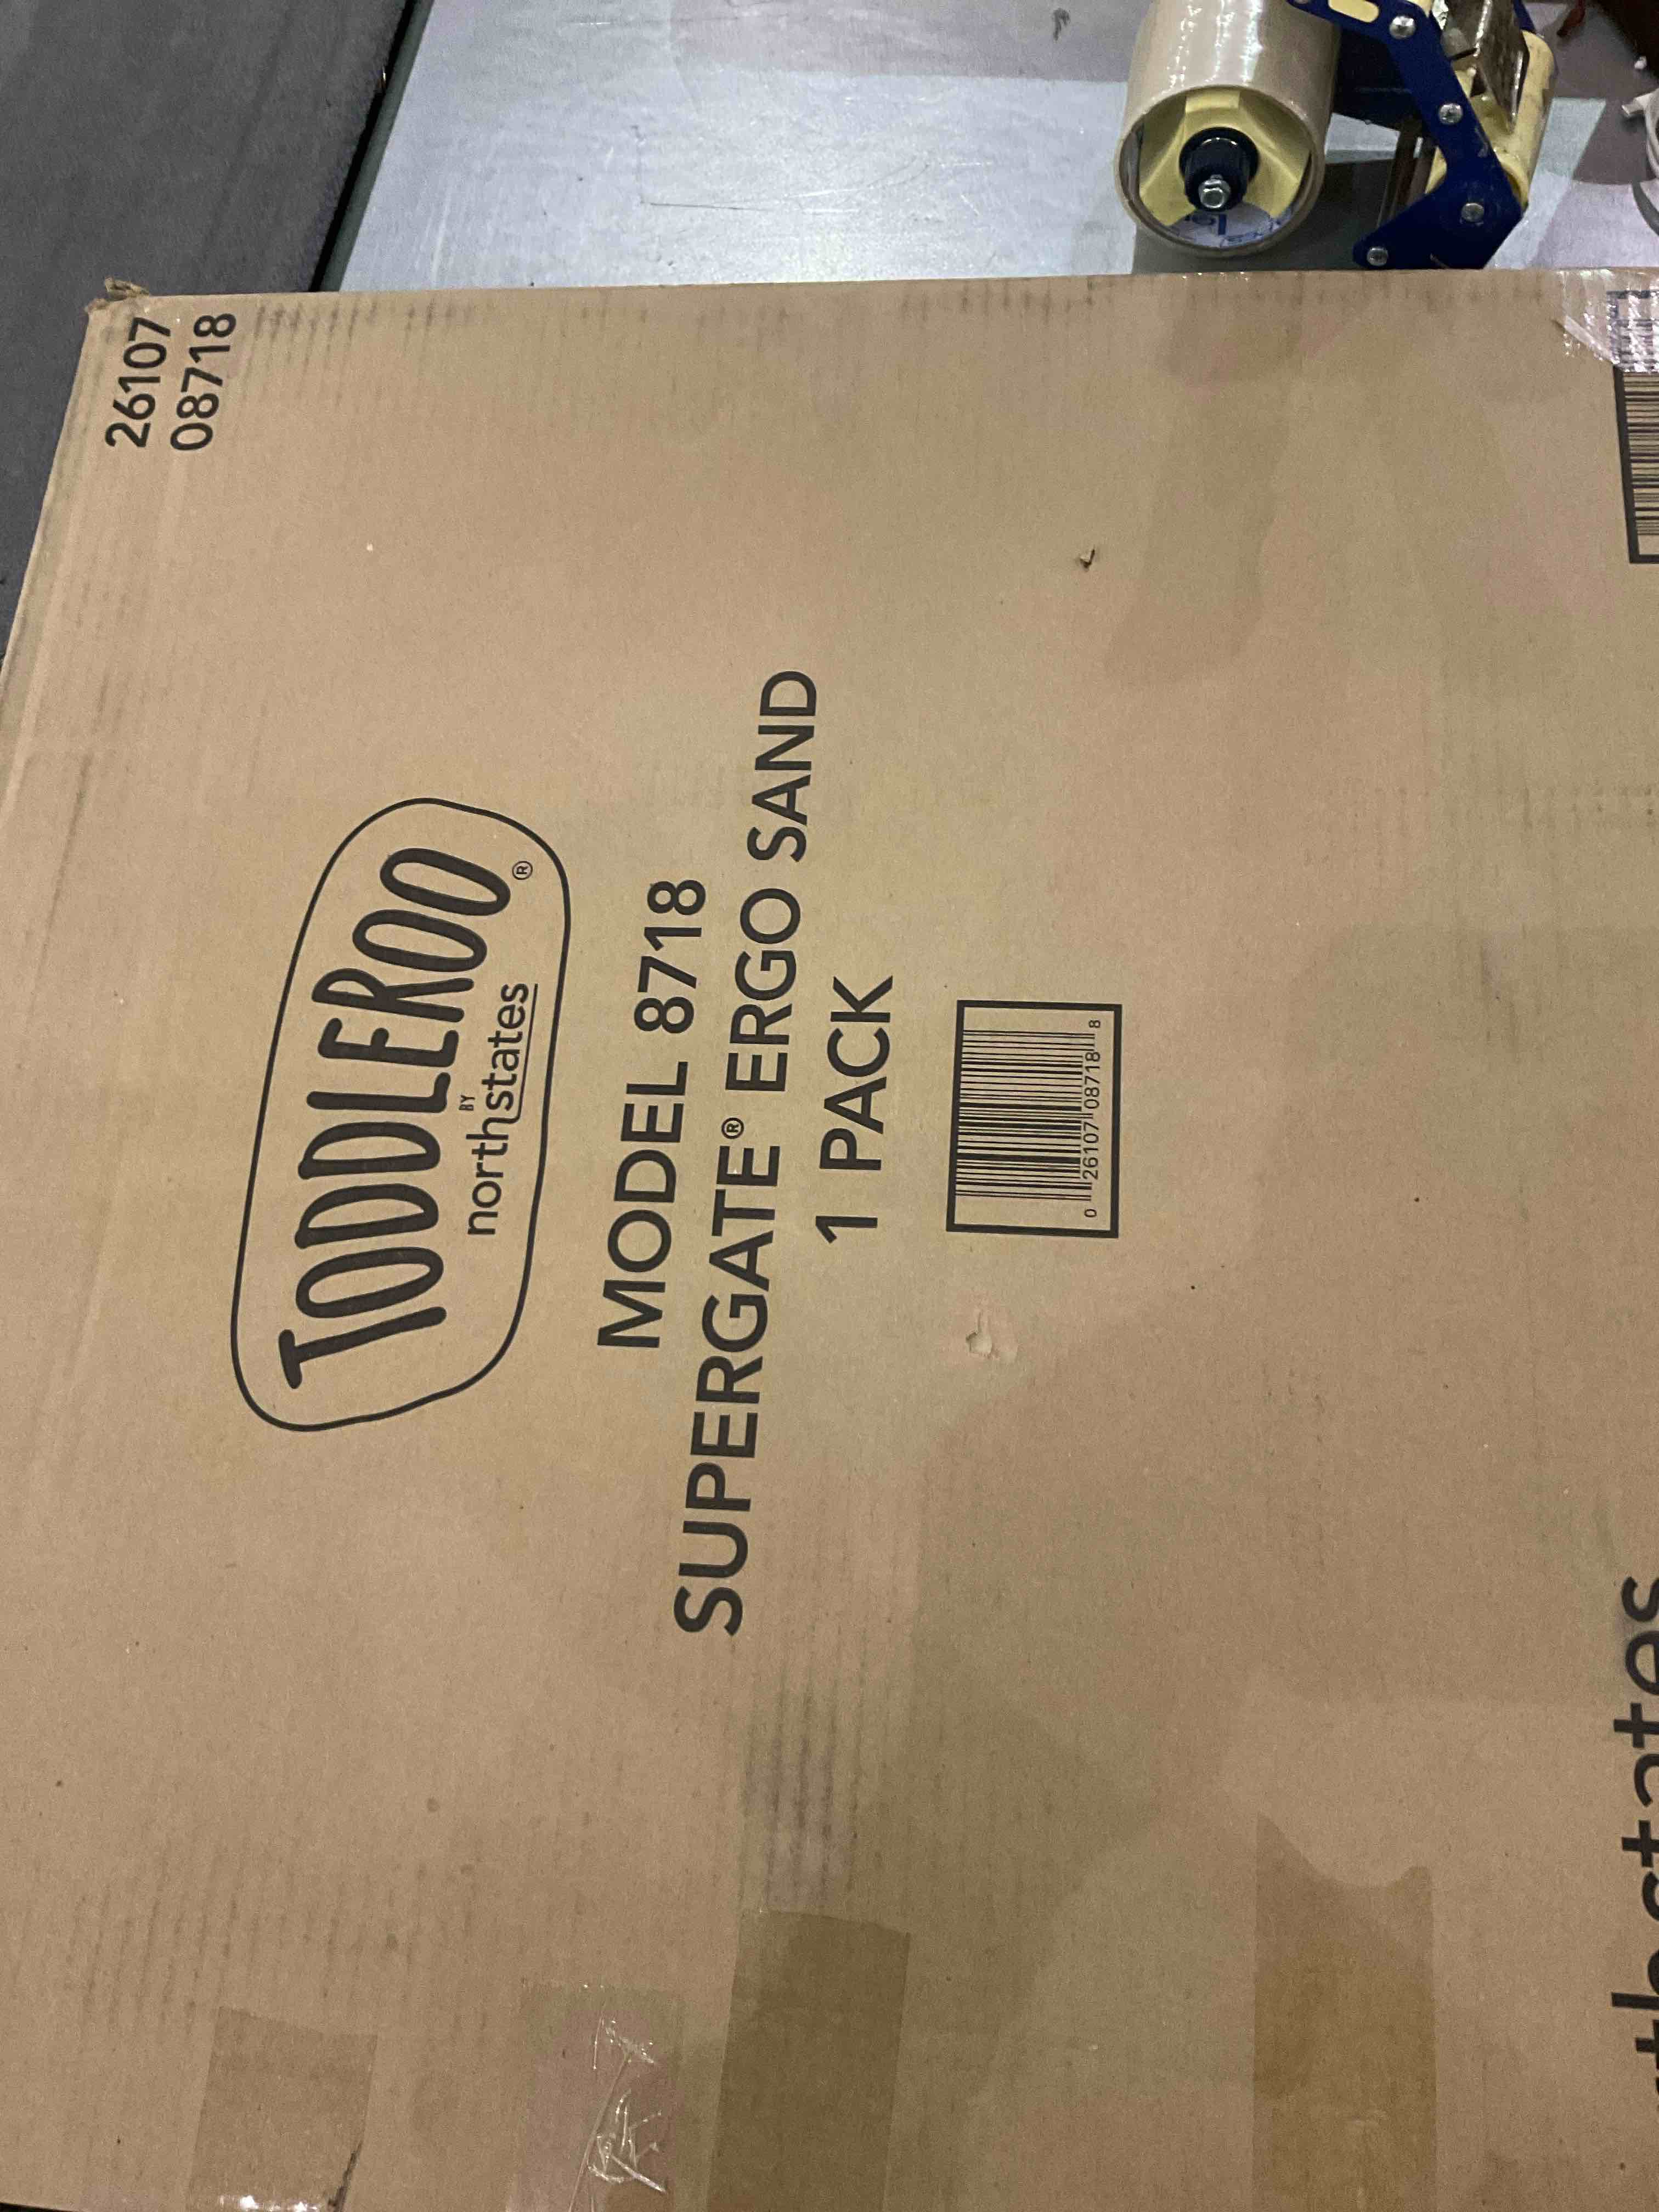 26107
08718
TODDLEROO®
BY
northstates
MODEL 8718
SUPERGATE® ERGO SAND
1 PACK
0 26107 08718 8